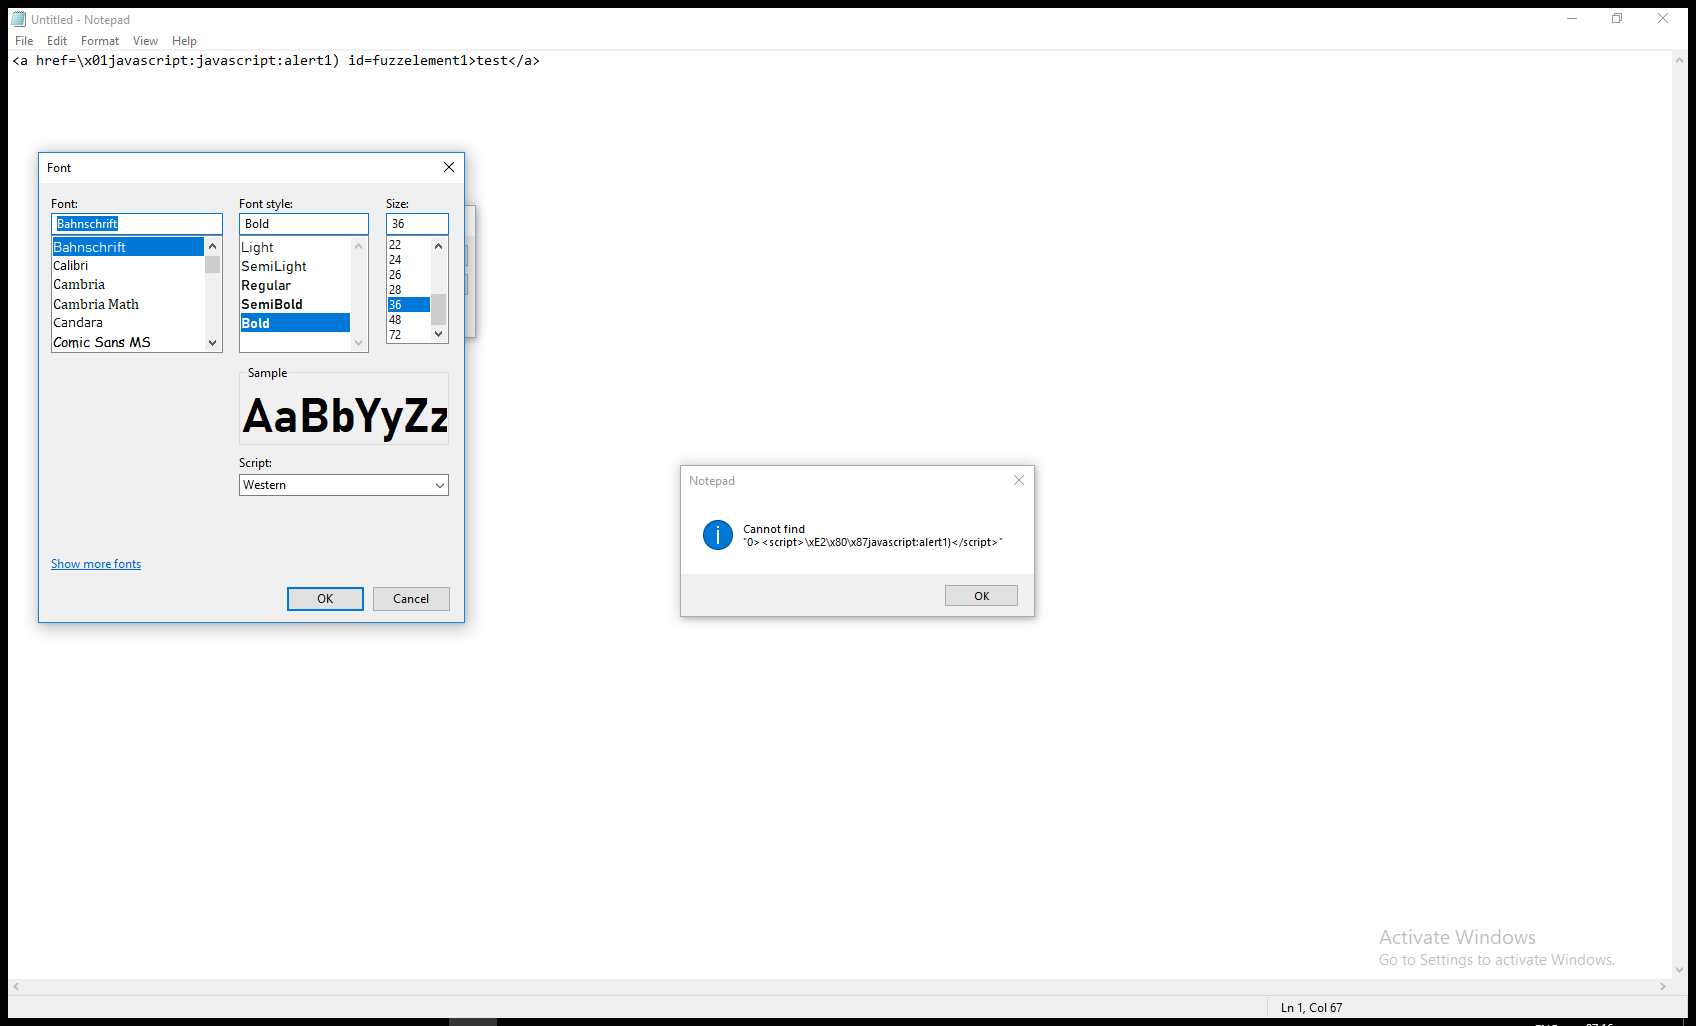 Untitled - Notepad
File Edit Format View Help
<a href=\x01javascript:javascript:alert1) id=fuzzelement1>test</a>
Font
Font: Font style: Size:
Bahnschrift Bold 36
Bahnschrift
Calibri
Cambria
Cambria Math
Candara
Comic Sans MS
Light
SemiLight
Regular
SemiBold
Bold
22
24
26
28
36
48
72
Sample
AaBbYyZz
Script:
Western
Show more fonts
OK Cancel
Notepad
Cannot find
"0><script>\xE2\x80\x87javascript:alert1)</script>"
OK
Activate Windows
Go to Settings to activate Windows.
Ln 1, Col 67